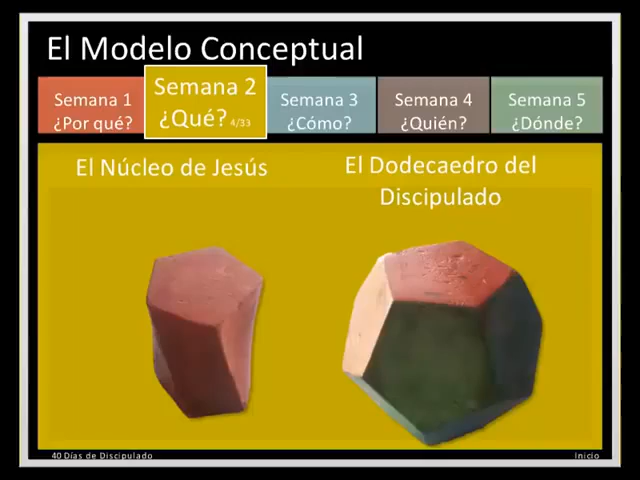 El Modelo Conceptual
Semana 1
¿Por qué?
Semana 2
¿Qué? 4/33
Semana 3
¿Cómo?
Semana 4
¿Quién?
Semana 5
¿Dónde?
El Núcleo de Jesús
El Dodecaedro del
Discipulado
40 Días de Discipulado
Inicio